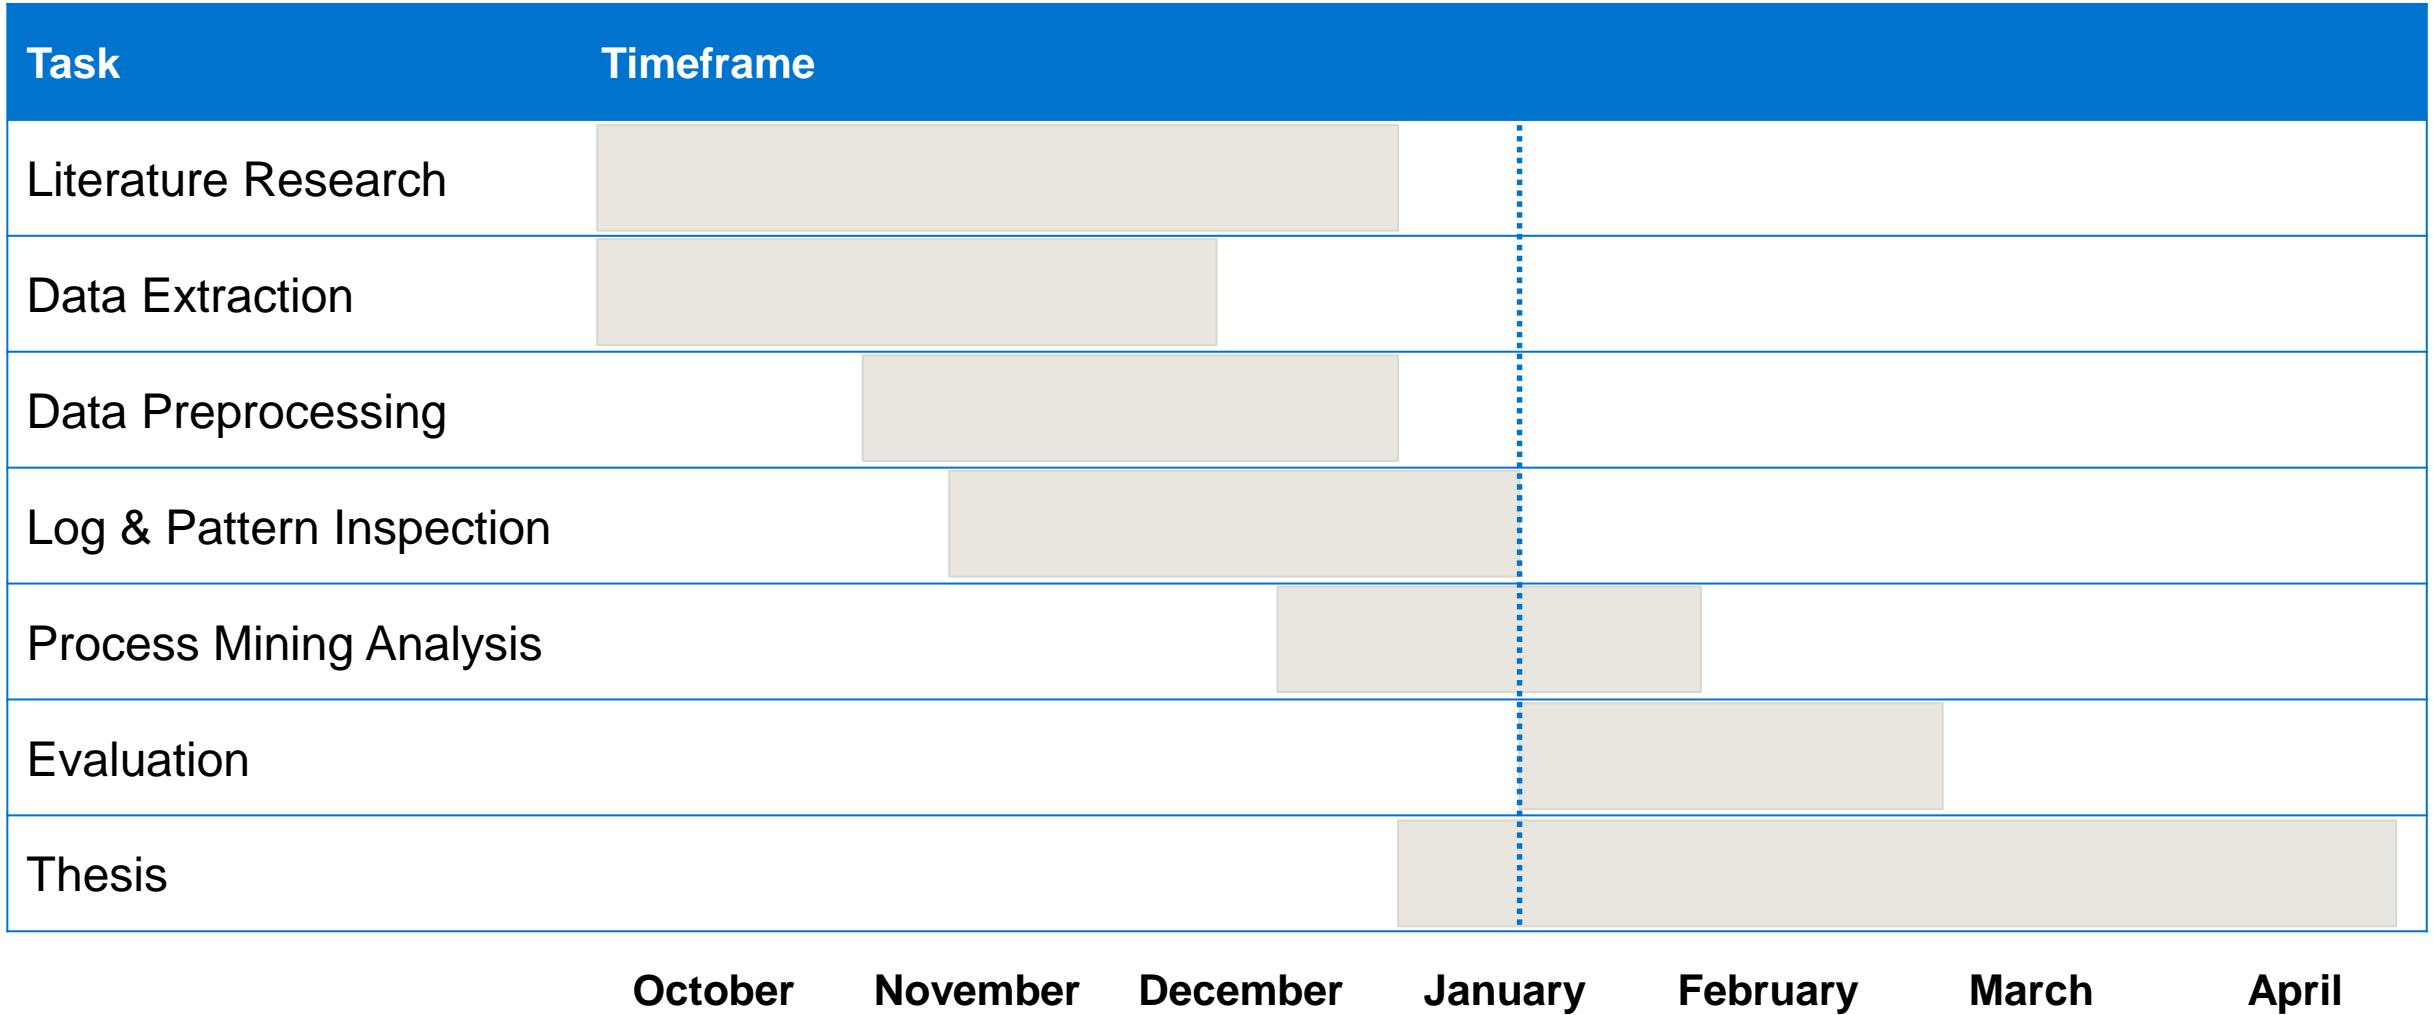 Task Timeframe
Literature Research
Data Extraction
Data Preprocessing
Log & Pattern Inspection
Process Mining Analysis
Evaluation
Thesis
October November December January February March April